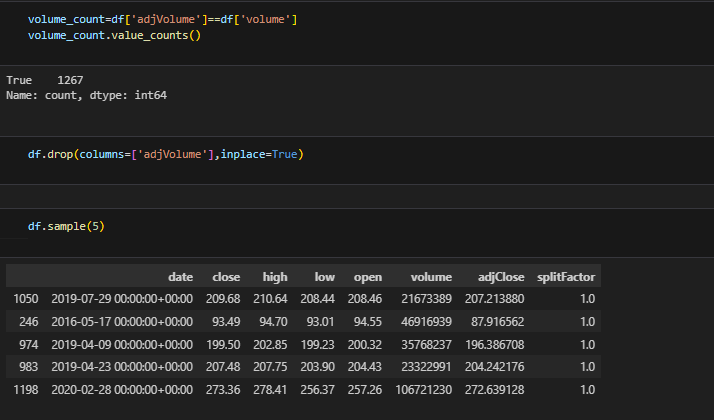 volume_count=df['adjVolume']==df['volume']
volume_count.value_counts()
True    1267
Name: count, dtype: int64
df.drop(columns=['adjVolume'],inplace=True)
df.sample(5)
date close high low open volume adjClose splitFactor
1050 2019-07-29 00:00:00+00:00 209.68 210.64 208.44 208.46 21673389 207.213880 1.0
246 2016-05-17 00:00:00+00:00 93.49 94.70 93.01 94.55 46916939 87.916562 1.0
974 2019-04-09 00:00:00+00:00 199.50 202.85 199.23 200.32 35768237 196.386708 1.0
983 2019-04-23 00:00:00+00:00 207.48 207.75 203.90 204.43 23322991 204.242176 1.0
1198 2020-02-28 00:00:00+00:00 273.36 278.41 256.37 257.26 106721230 272.639128 1.0